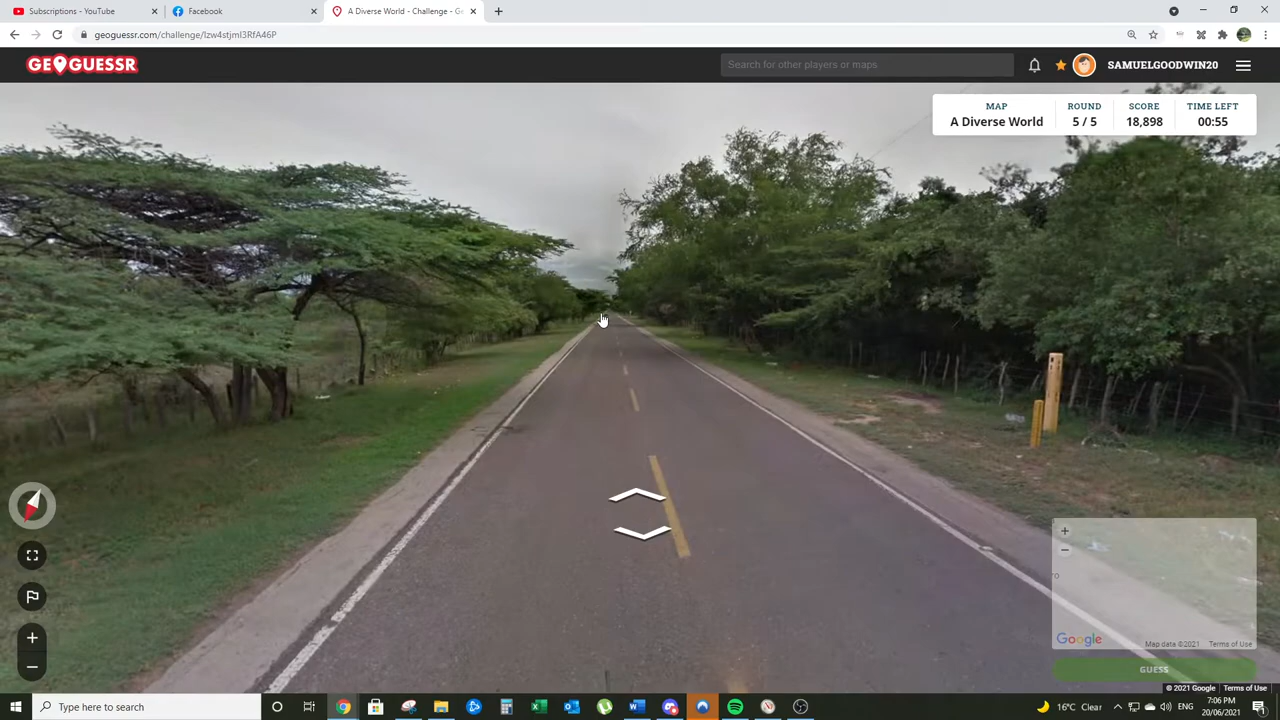 Subscriptions - YouTube
Facebook
A Diverse World - Challenge - Ge
geoguessr.com/challenge/Izw4stjmI3RfA46P
GEOGUESSR
Search for other players or maps
SAMUELGOODWIN20
MAP ROUND SCORE TIME LEFT
A Diverse World 5 / 5 18,898 00:55
Google
Map data ©2021 Terms of Use
GUESS
© 2021 Google Terms of Use
Type here to search
16°C Clear
ENG
7:06 PM
20/06/2021